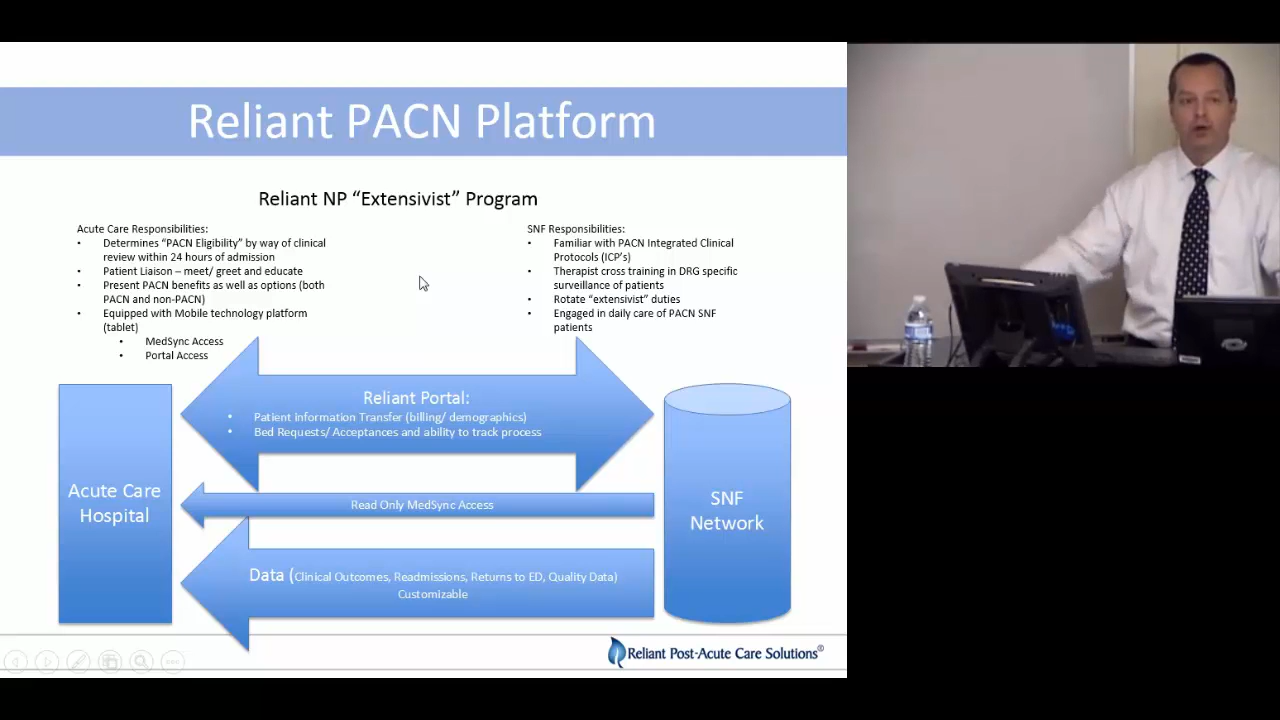 Reliant PACN Platform
Reliant NP “Extensivist” Program
Acute Care Responsibilities:
• Determines “PACN Eligibility” by way of clinical
review within 24 hours of admission
• Patient Liaison – meet/ greet and educate
• Present PACN benefits as well as options (both
PACN and non-PACN)
• Equipped with Mobile technology platform
(tablet)
• MedSync Access
• Portal Access
SNF Responsibilities:
• Familiar with PACN Integrated Clinical
Protocols (ICP’s)
• Therapist cross training in DRG specific
surveillance of patients
• Rotate “extensivist” duties
• Engaged in daily care of PACN SNF
patients
Reliant Portal:
• Patient information Transfer (billing/ demographics)
• Bed Requests/ Acceptances and ability to track process
Acute Care
Hospital
Read Only MedSync Access
SNF
Network
Data (Clinical Outcomes, Readmissions, Returns to ED, Quality Data)
Customizable
Reliant Post-Acute Care Solutions®